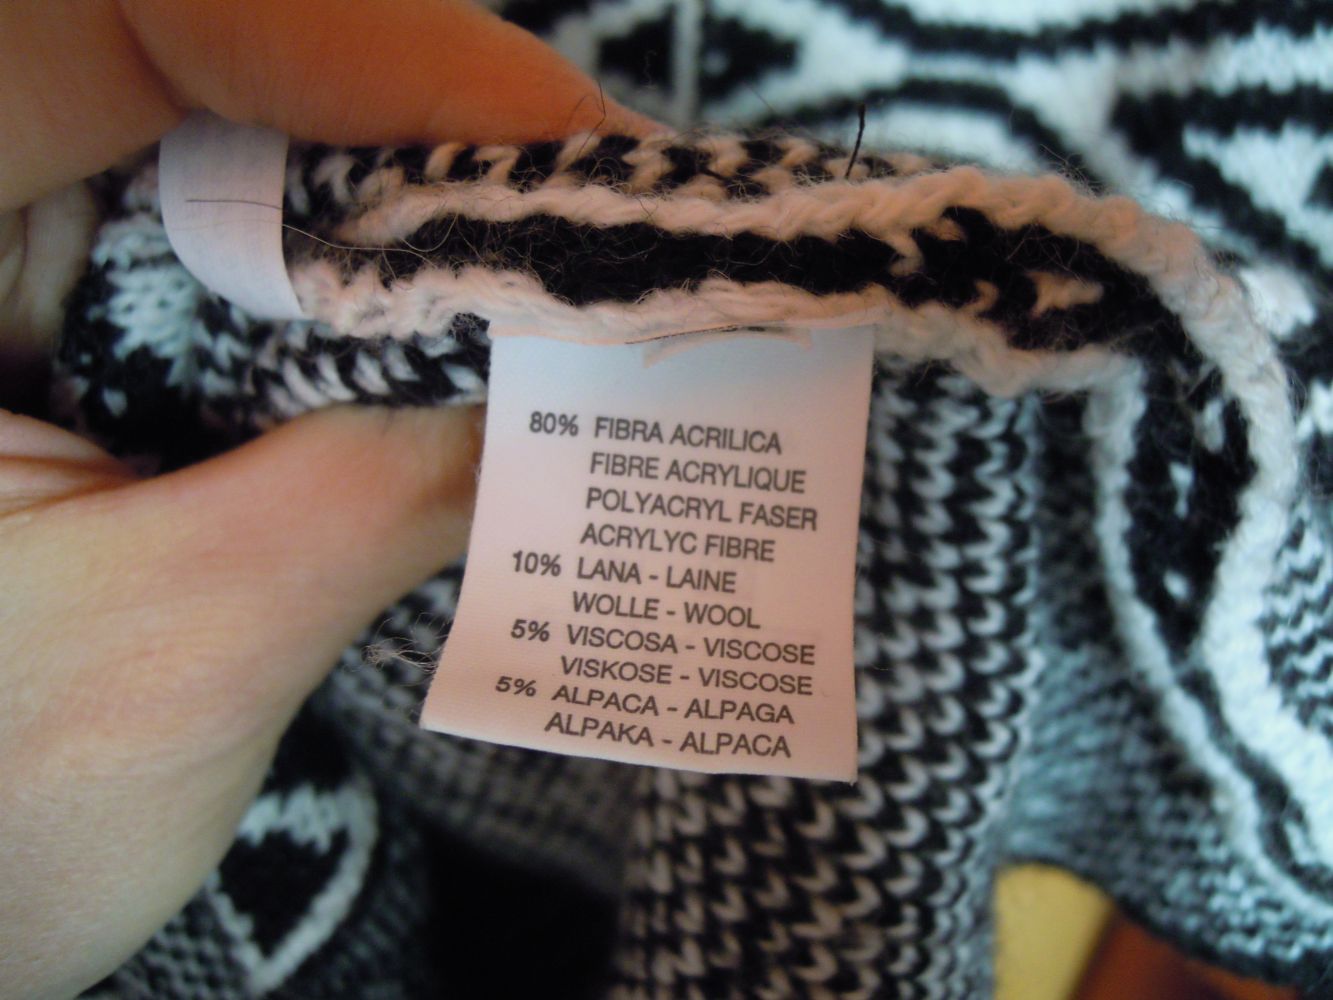 80% FIBRA ACRILICA
FIBRE ACRYLIQUE
POLYACRYL FASER
ACRYLYC FIBRE
10% LANA - LAINE
WOLLE - WOOL
5% VISCOSA - VISCOSE
VISKOSE - VISCOSE
5% ALPACA - ALPAGA
ALPAKA - ALPACA